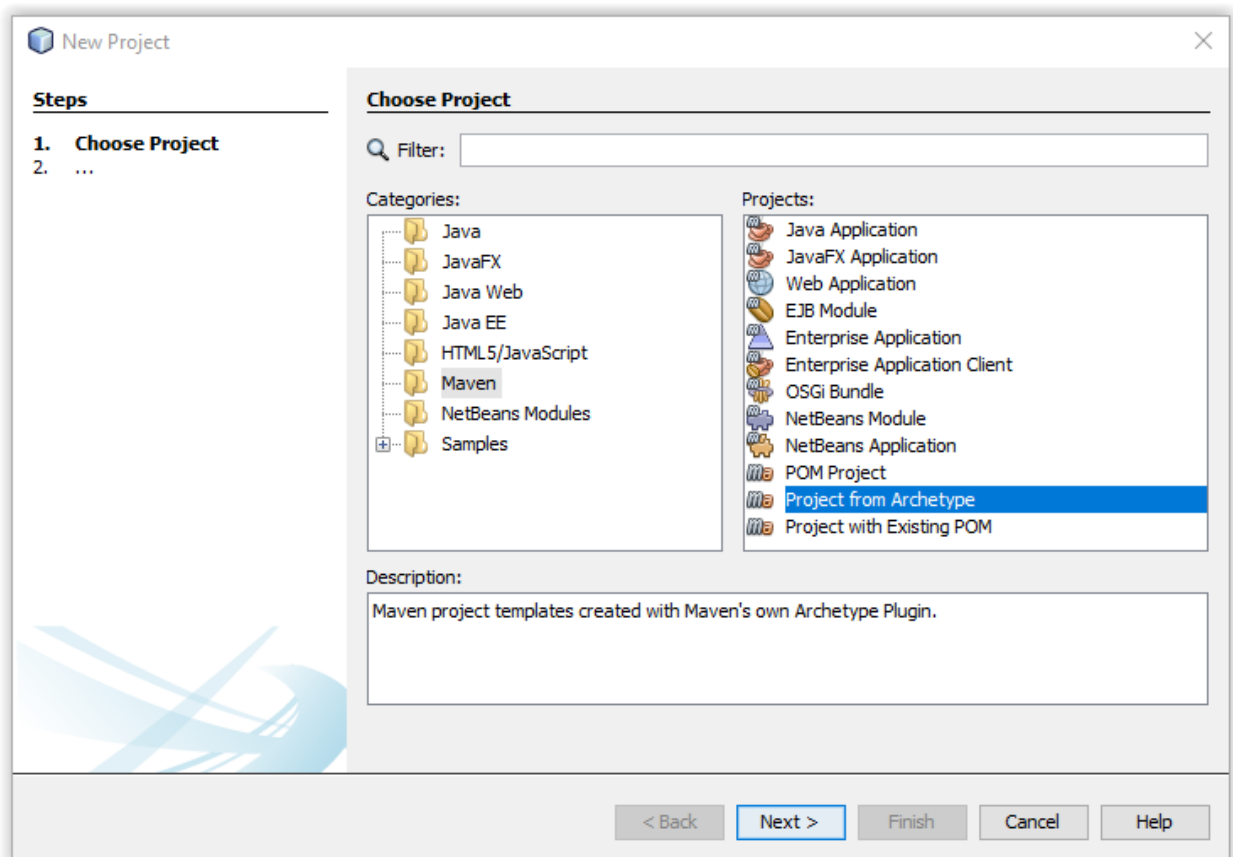 New Project
Steps
1. Choose Project
2. ...
Choose Project
Filter:
Categories:
Java
JavaFX
Java Web
Java EE
HTML5/JavaScript
Maven
NetBeans Modules
Samples
Projects:
Java Application
JavaFX Application
Web Application
EJB Module
Enterprise Application
Enterprise Application Client
OSGi Bundle
NetBeans Module
NetBeans Application
POM Project
Project from Archetype
Project with Existing POM
Description:
Maven project templates created with Maven's own Archetype Plugin.
< Back
Next >
Finish
Cancel
Help